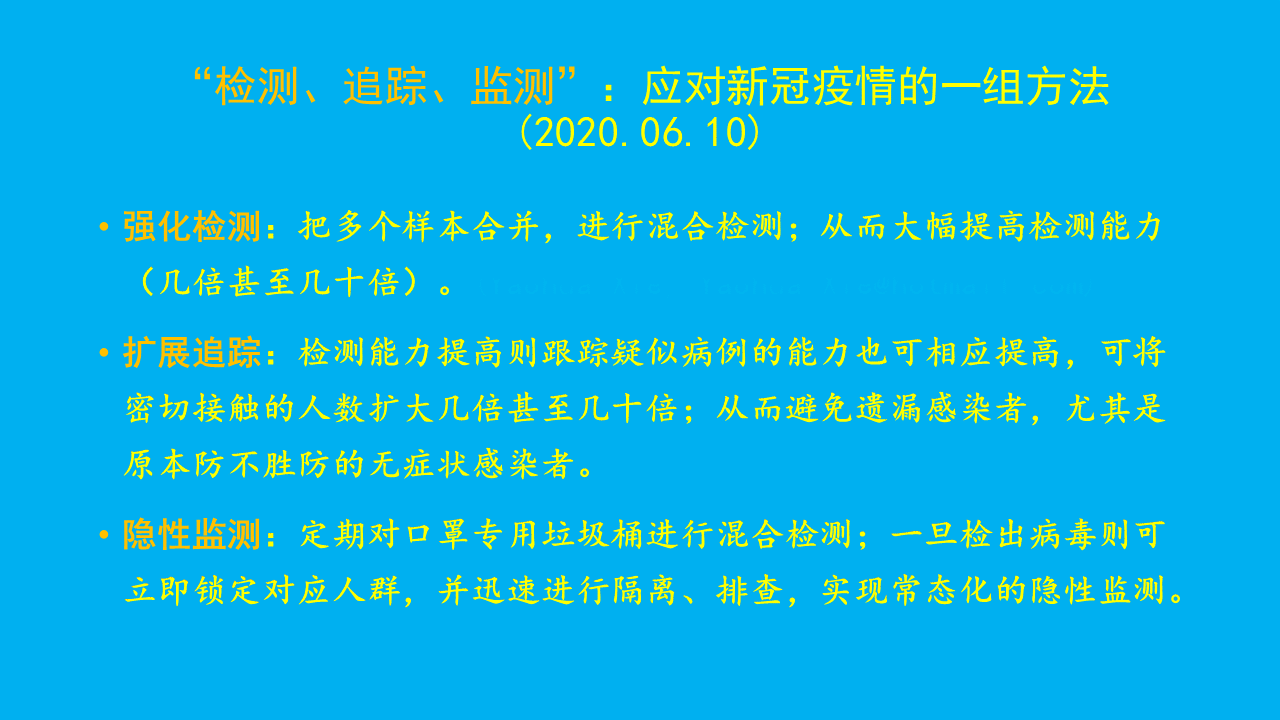 “检测、追踪、监测”：应对新冠疫情的一组方法
(2020.06.10)
• 强化检测：把多个样本合并，进行混合检测；从而大幅提高检测能力
（几倍甚至几十倍）。
• 扩展追踪：检测能力提高则跟踪疑似病例的能力也可相应提高，可将
密切接触的人数扩大几倍甚至几十倍；从而避免遗漏感染者，尤其是
原本防不胜防的无症状感染者。
• 隐性监测：定期对口罩专用垃圾桶进行混合检测；一旦检出病毒则可
立即锁定对应人群，并迅速进行隔离、排查，实现常态化的隐性监测。